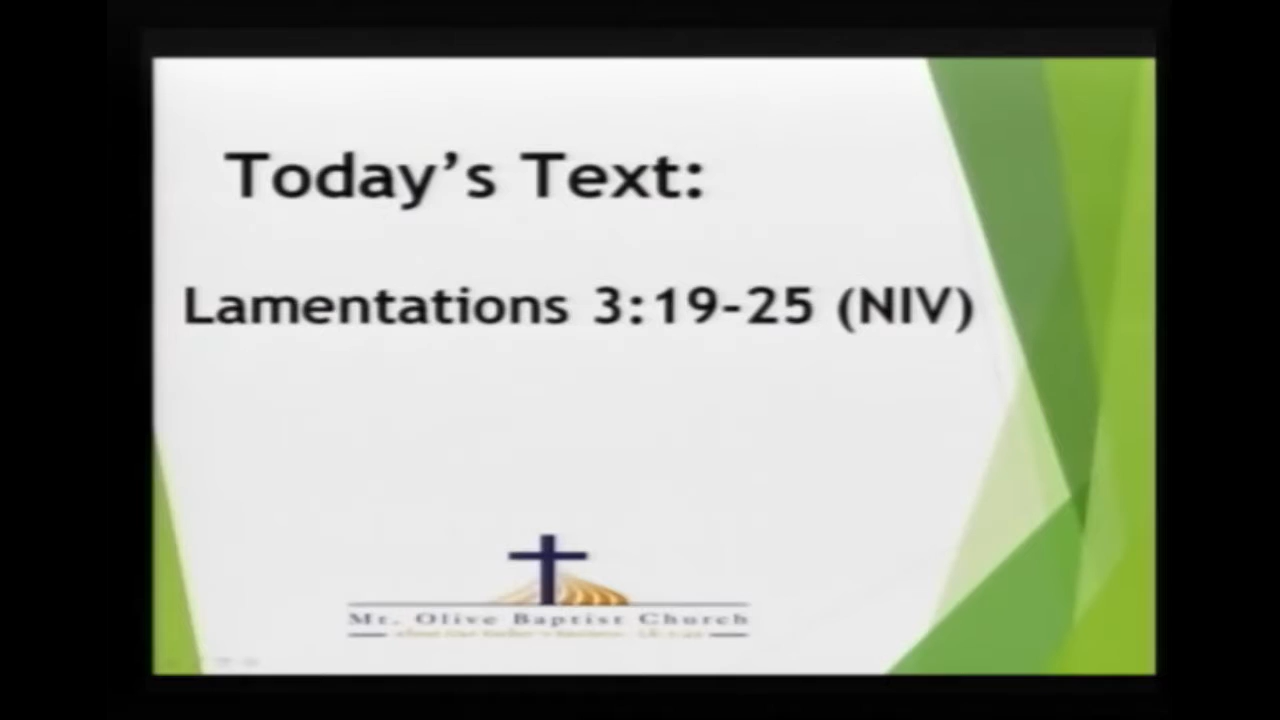 Today's Text:
Lamentations 3:19-25 (NIV)
Mt. Olive Baptist Church